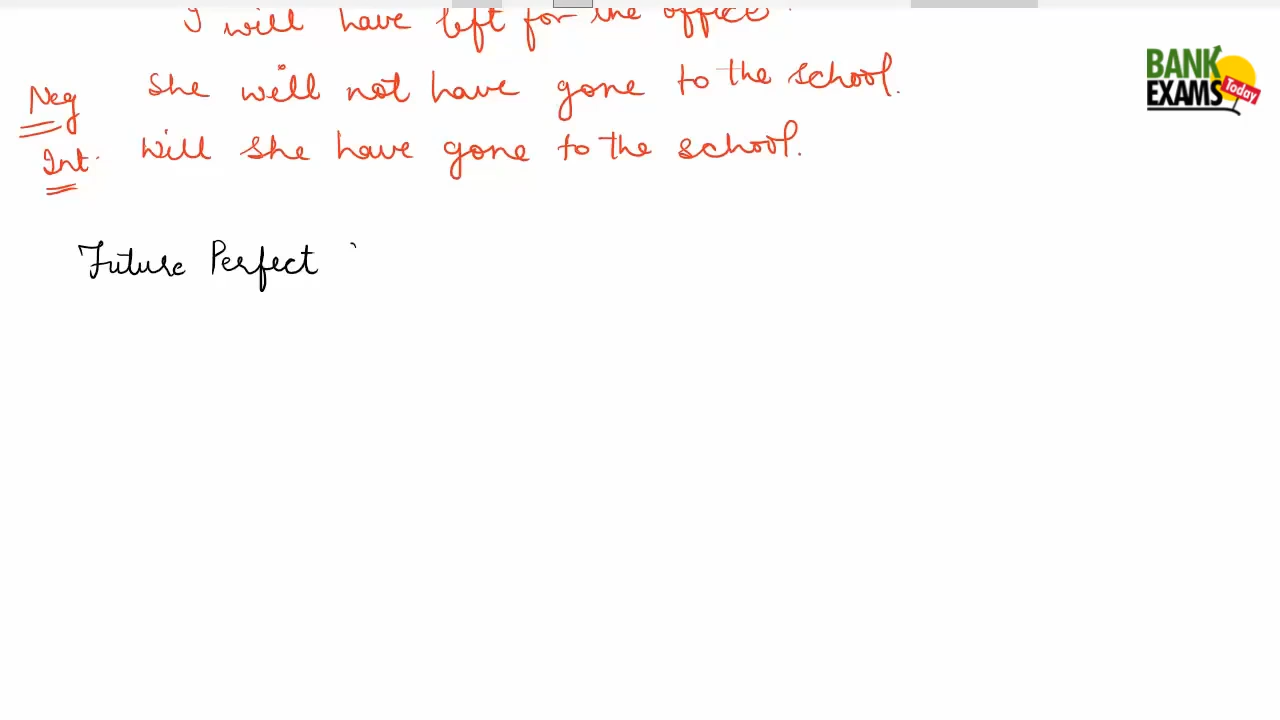 I will have left for the office.
Neg She will not have gone to the school.
Int. Will She have gone to the school.
Future Perfect
BANK
EXAMS Today